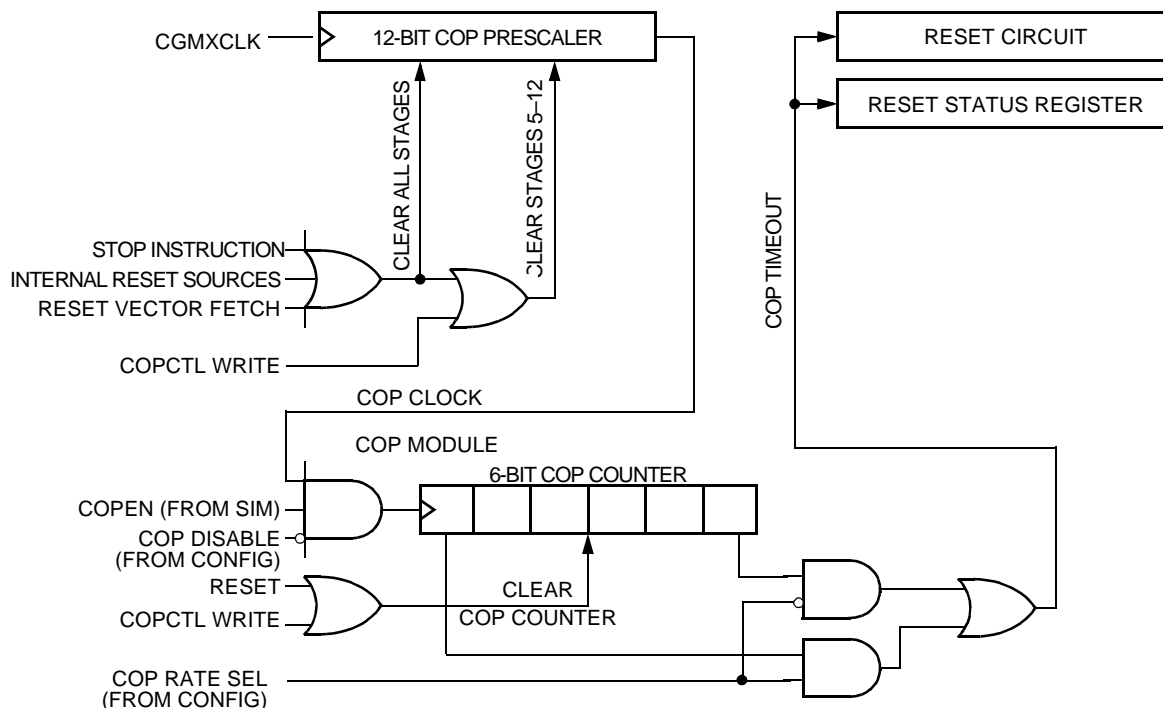 CGMXCLK
12-BIT COP PRESCALER
RESET CIRCUIT
RESET STATUS REGISTER
CLEAR ALL STAGES
CLEAR STAGES 5–12
COP TIMEOUT
STOP INSTRUCTION
INTERNAL RESET SOURCES
RESET VECTOR FETCH
COPCTL WRITE
COP CLOCK
COP MODULE
6-BIT COP COUNTER
COPEN (FROM SIM)
COP DISABLE
(FROM CONFIG)
RESET
COPCTL WRITE
CLEAR
COP COUNTER
COP RATE SEL
(FROM CONFIG)